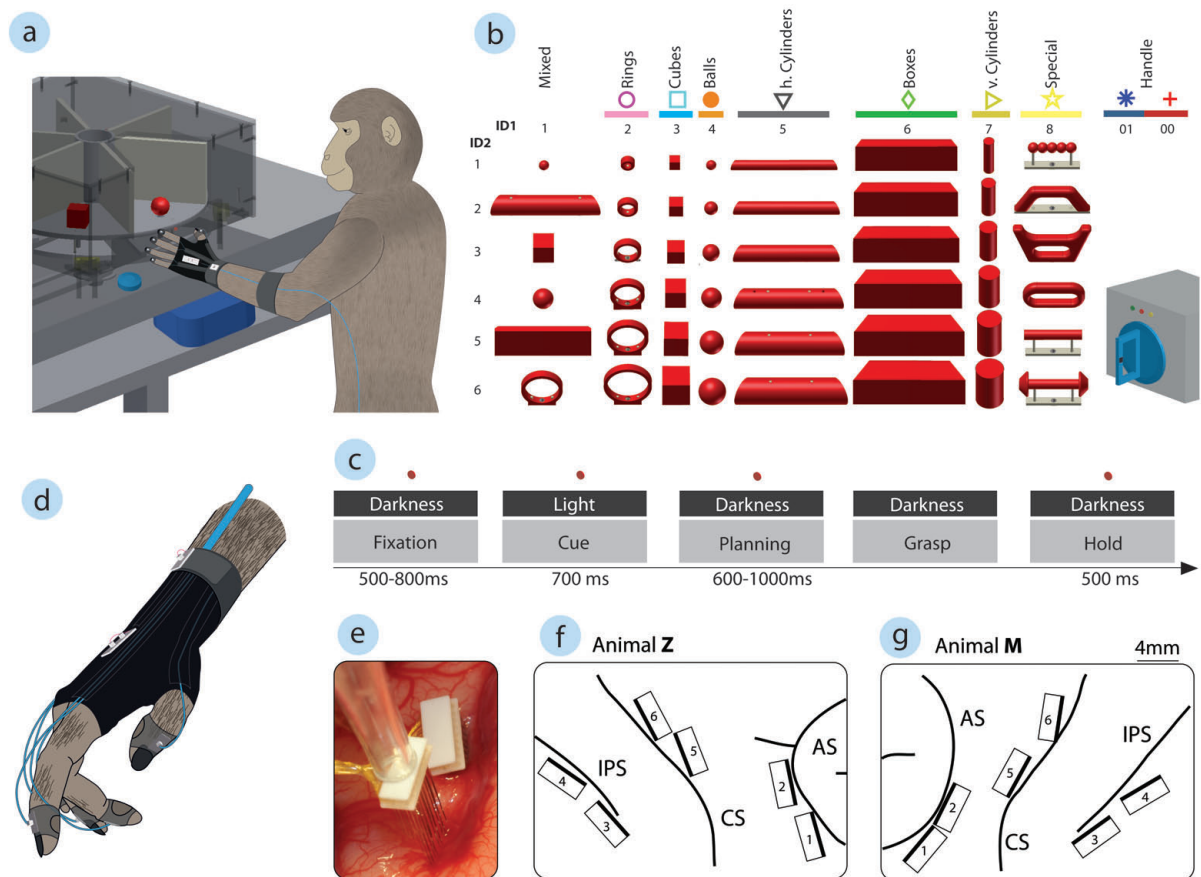 a
b
Mixed
Rings
Cubes
Balls
h. Cylinders
Boxes
v. Cylinders
Special
Handle
ID1 1 2 3 4 5 6 7 8 01 00
ID2
1
2
3
4
5
6
c
Darkness Light Darkness Darkness Darkness
Fixation Cue Planning Grasp Hold
500-800ms 700 ms 600-1000ms 500 ms
d
e
f Animal Z
6
5
4
3
2
1
IPS
CS
AS
g Animal M
4mm
AS
6
IPS
5
4
2
3
1
CS